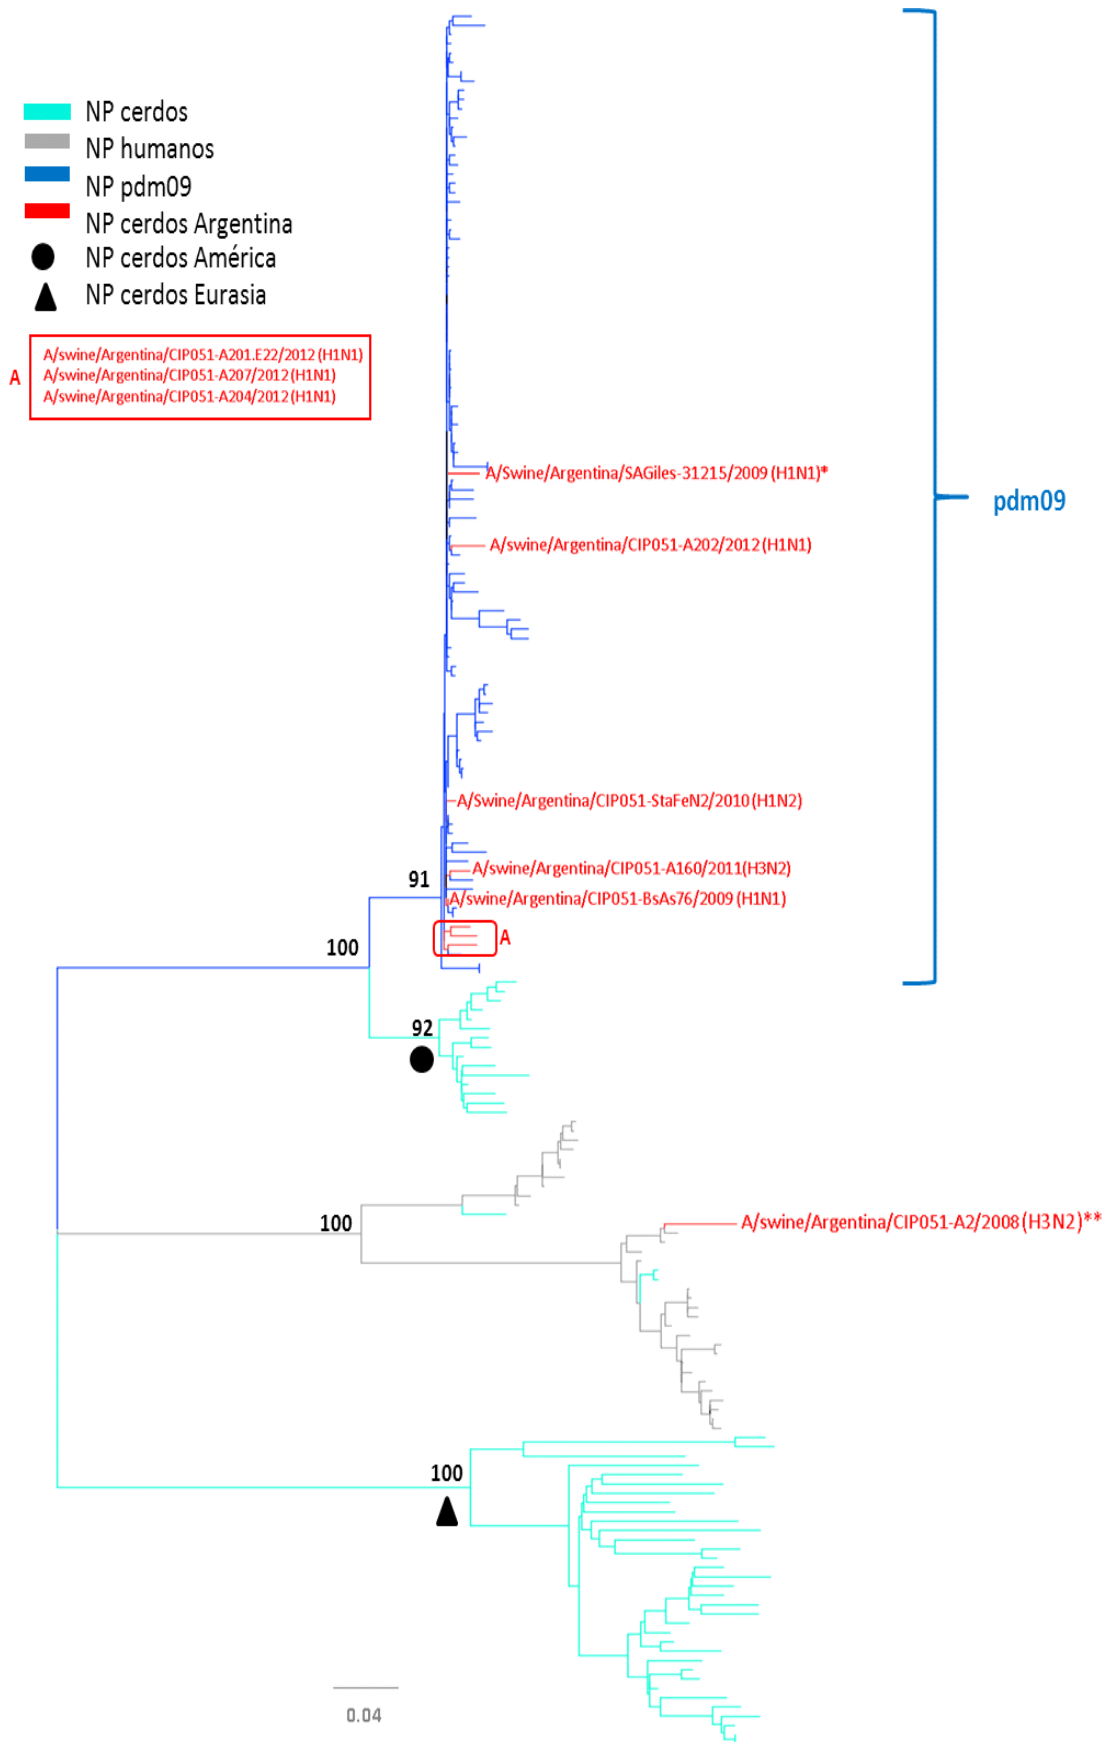 NP cerdos
NP humanos
NP pdm09
NP cerdos Argentina
NP cerdos América
NP cerdos Eurasia
A
A/swine/Argentina/CIP051-A201.E22/2012 (H1N1)
A/swine/Argentina/CIP051-A207/2012 (H1N1)
A/swine/Argentina/CIP051-A204/2012 (H1N1)
A/Swine/Argentina/SAGiles-31215/2009 (H1N1)*
pdm09
A/swine/Argentina/CIP051-A202/2012 (H1N1)
A/Swine/Argentina/CIP051-StaFeN2/2010 (H1N2)
A/swine/Argentina/CIP051-A160/2011(H3N2)
91
A/swine/Argentina/CIP051-BsAs76/2009 (H1N1)
A
100
92
100
A/swine/Argentina/CIP051-A2/2008 (H3N2)**
100
0.04